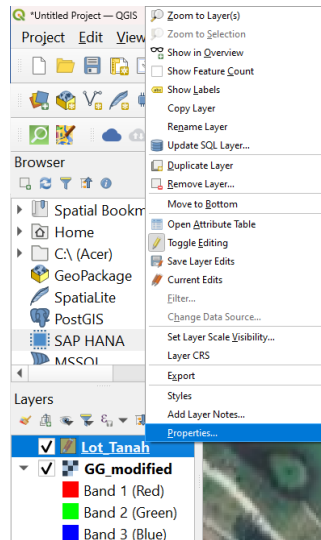 *Untitled Project — QGIS
Project Edit View
Browser
Spatial Bookm
Home
C:\ (Acer)
GeoPackage
SpatiaLite
PostGIS
SAP HANA
MSSQL
Layers
Lot_Tanah
GG_modified
Band 1 (Red)
Band 2 (Green)
Band 3 (Blue)
Zoom to Layer(s)
Zoom to Selection
Show in Overview
Show Feature Count
abc Show Labels
Copy Layer
Rename Layer
Update SQL Layer...
Duplicate Layer
Remove Layer...
Move to Bottom
Open Attribute Table
Toggle Editing
Save Layer Edits
Current Edits
Filter...
Change Data Source...
Set Layer Scale Visibility...
Layer CRS
Export
Styles
Add Layer Notes...
Properties...